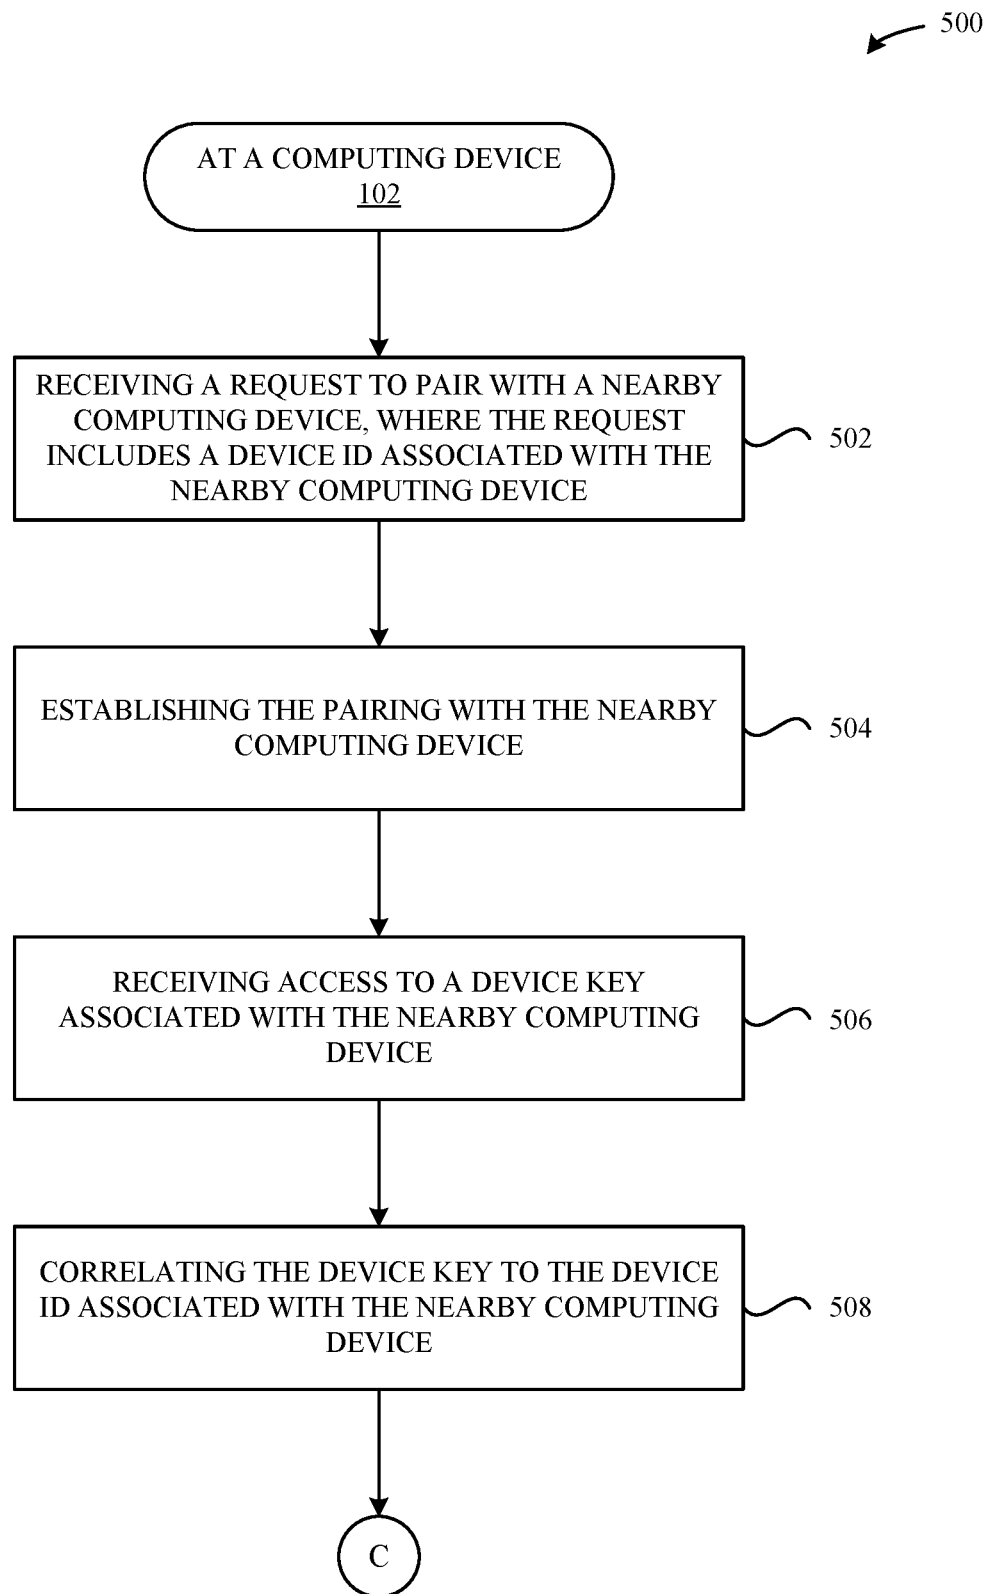 500
AT A COMPUTING DEVICE
102
RECEIVING A REQUEST TO PAIR WITH A NEARBY
COMPUTING DEVICE, WHERE THE REQUEST
INCLUDES A DEVICE ID ASSOCIATED WITH THE
NEARBY COMPUTING DEVICE
502
ESTABLISHING THE PAIRING WITH THE NEARBY
COMPUTING DEVICE
504
RECEIVING ACCESS TO A DEVICE KEY
ASSOCIATED WITH THE NEARBY COMPUTING
DEVICE
506
CORRELATING THE DEVICE KEY TO THE DEVICE
ID ASSOCIATED WITH THE NEARBY COMPUTING
DEVICE
508
C